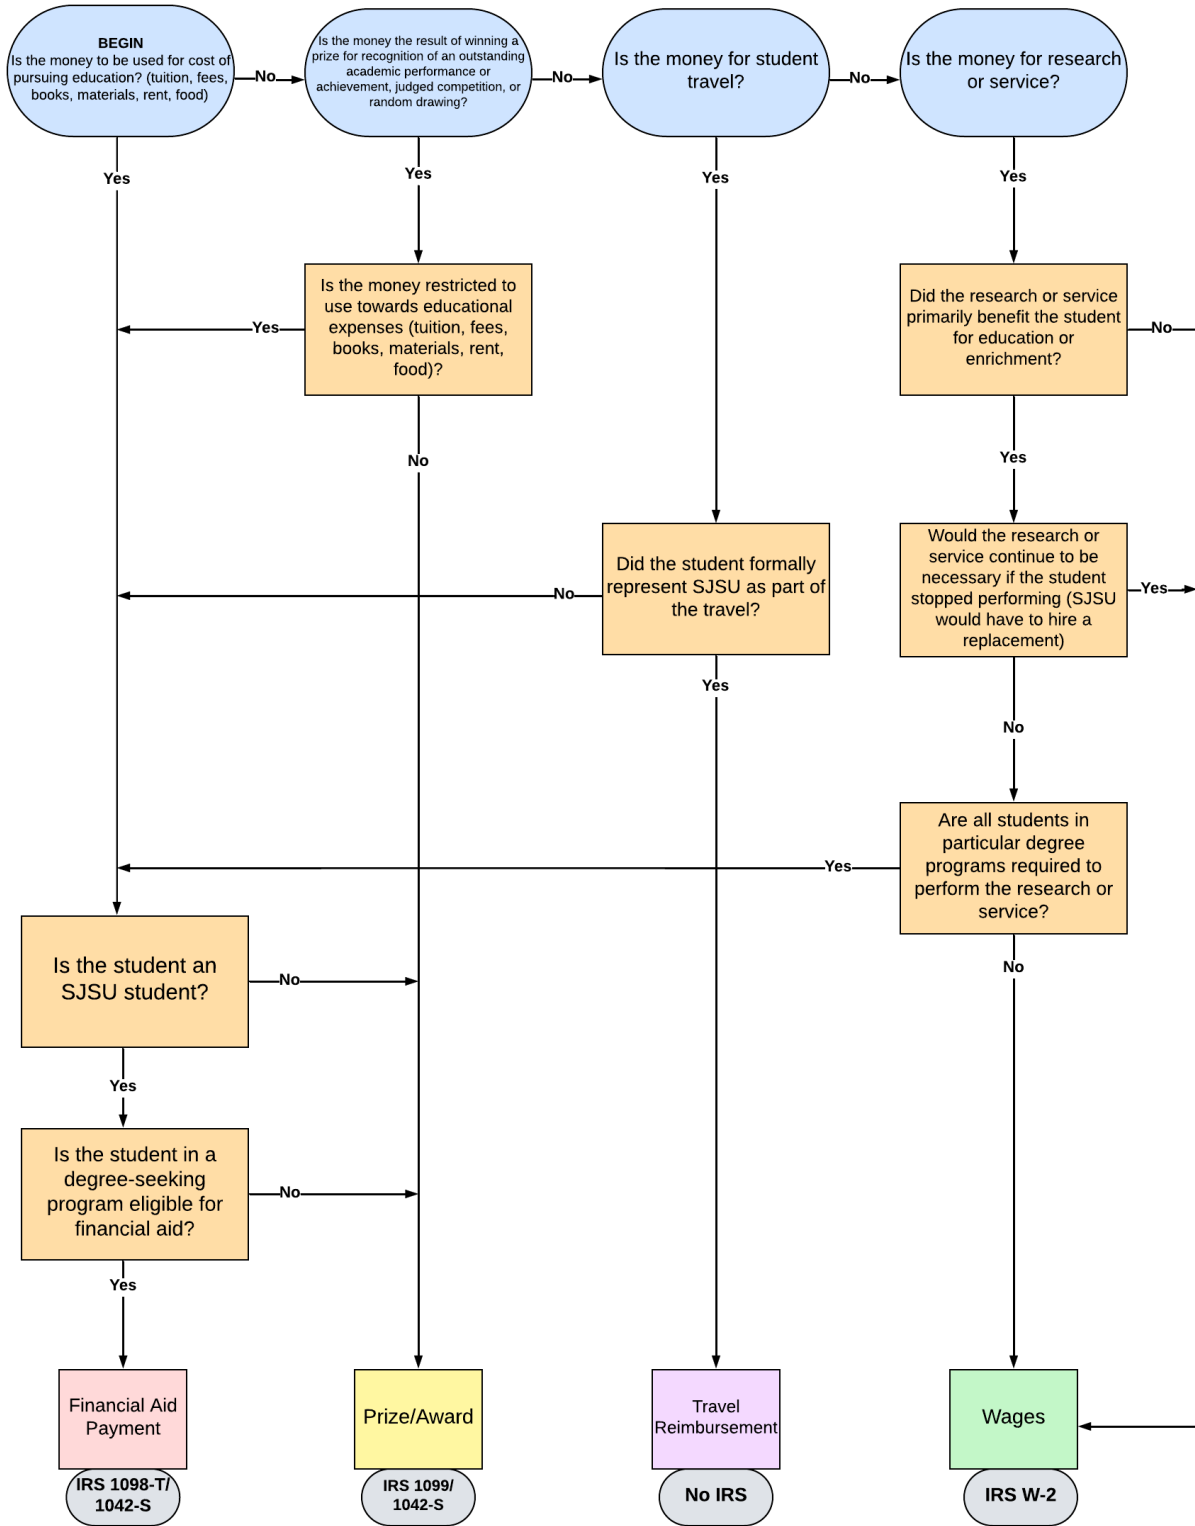 BEGIN
Is the money to be used for cost of
pursuing education? (tuition, fees,
books, materials, rent, food)
No
Is the money the result of winning a
prize for recognition of an outstanding
academic performance or
achievement, judged competition, or
random drawing?
No
Is the money for student
travel?
No
Is the money for research
or service?
Yes
Yes
Yes
Yes
Is the money restricted to
use towards educational
expenses (tuition, fees,
books, materials, rent,
food)?
Yes
Did the research or service
primarily benefit the student
for education or
enrichment?
No
No
Yes
Did the student formally
represent SJSU as part of
the travel?
No
Would the research or
service continue to be
necessary if the student
stopped performing (SJSU
would have to hire a
replacement)
Yes
Yes
No
Are all students in
particular degree
programs required to
perform the research or
service?
Yes
Is the student an
SJSU student?
No
No
Yes
Is the student in a
degree-seeking
program eligible for
financial aid?
No
Yes
Financial Aid
Payment
Prize/Award
Travel
Reimbursement
Wages
IRS 1098-T/
1042-S
IRS 1099/
1042-S
No IRS
IRS W-2